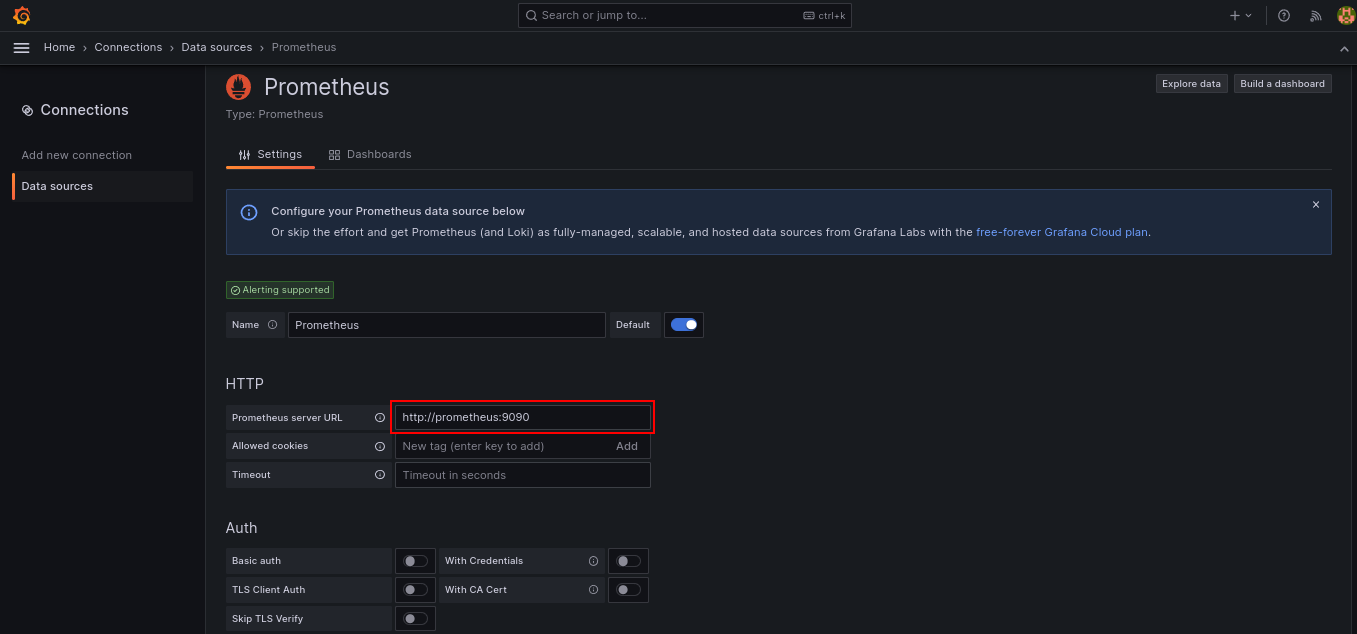 Search or jump to... ctrl+k
Home › Connections › Data sources › Prometheus
Connections
Add new connection
Data sources
Prometheus
Explore data
Build a dashboard
Type: Prometheus
Settings
Dashboards
Configure your Prometheus data source below
Or skip the effort and get Prometheus (and Loki) as fully-managed, scalable, and hosted data sources from Grafana Labs with the free-forever Grafana Cloud plan.
Alerting supported
Name Prometheus Default
HTTP
Prometheus server URL http://prometheus:9090
Allowed cookies New tag (enter key to add) Add
Timeout Timeout in seconds
Auth
Basic auth With Credentials
TLS Client Auth With CA Cert
Skip TLS Verify